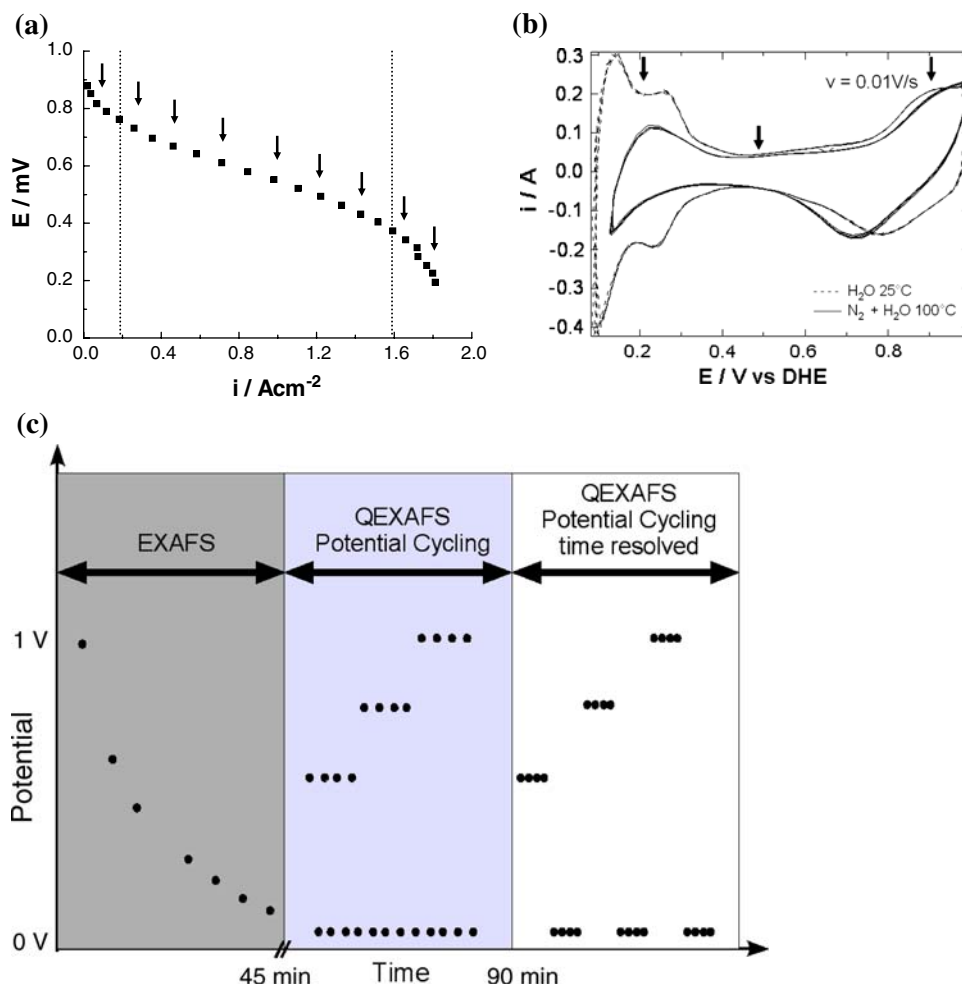 (a)
1.0
0.8
0.6
0.4
0.2
0.0
E / mV
0.0 0.4 0.8 1.2 1.6 2.0
i / Acm-2
(b)
0.3
0.2
0.1
0.0
-0.1
-0.2
-0.3
-0.4
i / A
ν = 0.01V/s
H2O 25°C
N2 + H2O 100°C
0.2 0.4 0.6 0.8
E / V vs DHE
(c)
EXAFS
QEXAFS
Potential Cycling
QEXAFS
Potential Cycling
time resolved
1 V
Potential
0 V
45 min Time 90 min